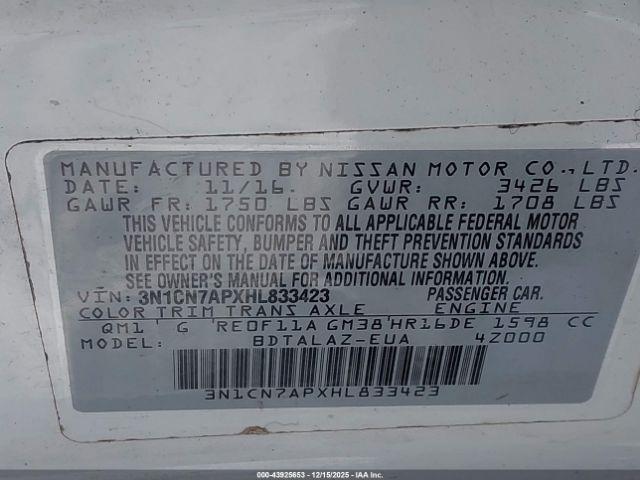 MANUFACTURED BY NISSAN MOTOR CO., LTD.
DATE: 11/16 GVWR: 3426 LBS
GAWR FR: 1750 LBS GAWR RR: 1708 LBS
THIS VEHICLE CONFORMS TO ALL APPLICABLE FEDERAL MOTOR
VEHICLE SAFETY, BUMPER AND THEFT PREVENTION STANDARDS
IN EFFECT ON THE DATE OF MANUFACTURE SHOWN ABOVE.
SEE OWNER'S MANUAL FOR ADDITIONAL INFORMATION.
VIN: 3N1CN7APXHL833423 PASSENGER CAR.
COLOR TRIM TRANS AXLE ENGINE
QM1 G RE0F11A GM38 HR16DE 1598 CC
MODEL: BDTALAZ-EUA 4Z000
3N1CN7APXHL833423
000-43925653 - 12/15/2025 - IAA, Inc.